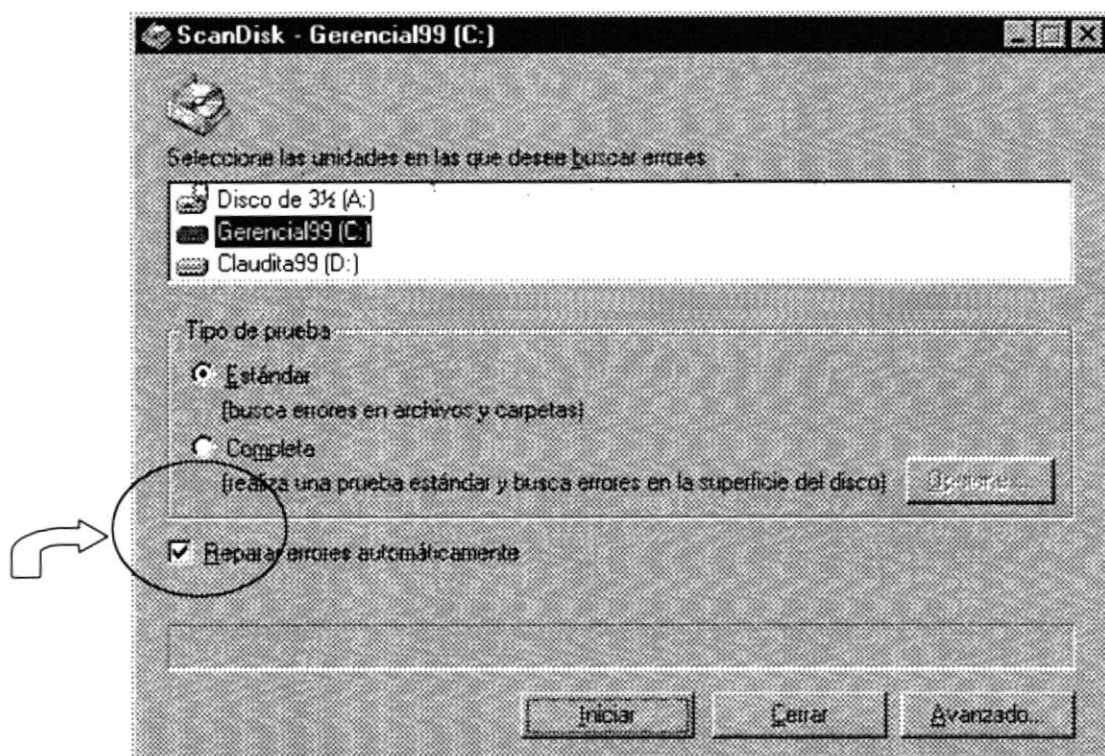 ScanDisk - Gerencial99 (C:)
Seleccione las unidades en las que desee buscar errores
Disco de 3½ (A:)
Gerencial99 (C:)
Claudita99 (D:)
Tipo de prueba
Estándar
(busca errores en archivos y carpetas)
Completa
(realiza una prueba estándar y busca errores en la superficie del disco)
Opciones...
Reparar errores automáticamente
Iniciar
Cerrar
Avanzado...